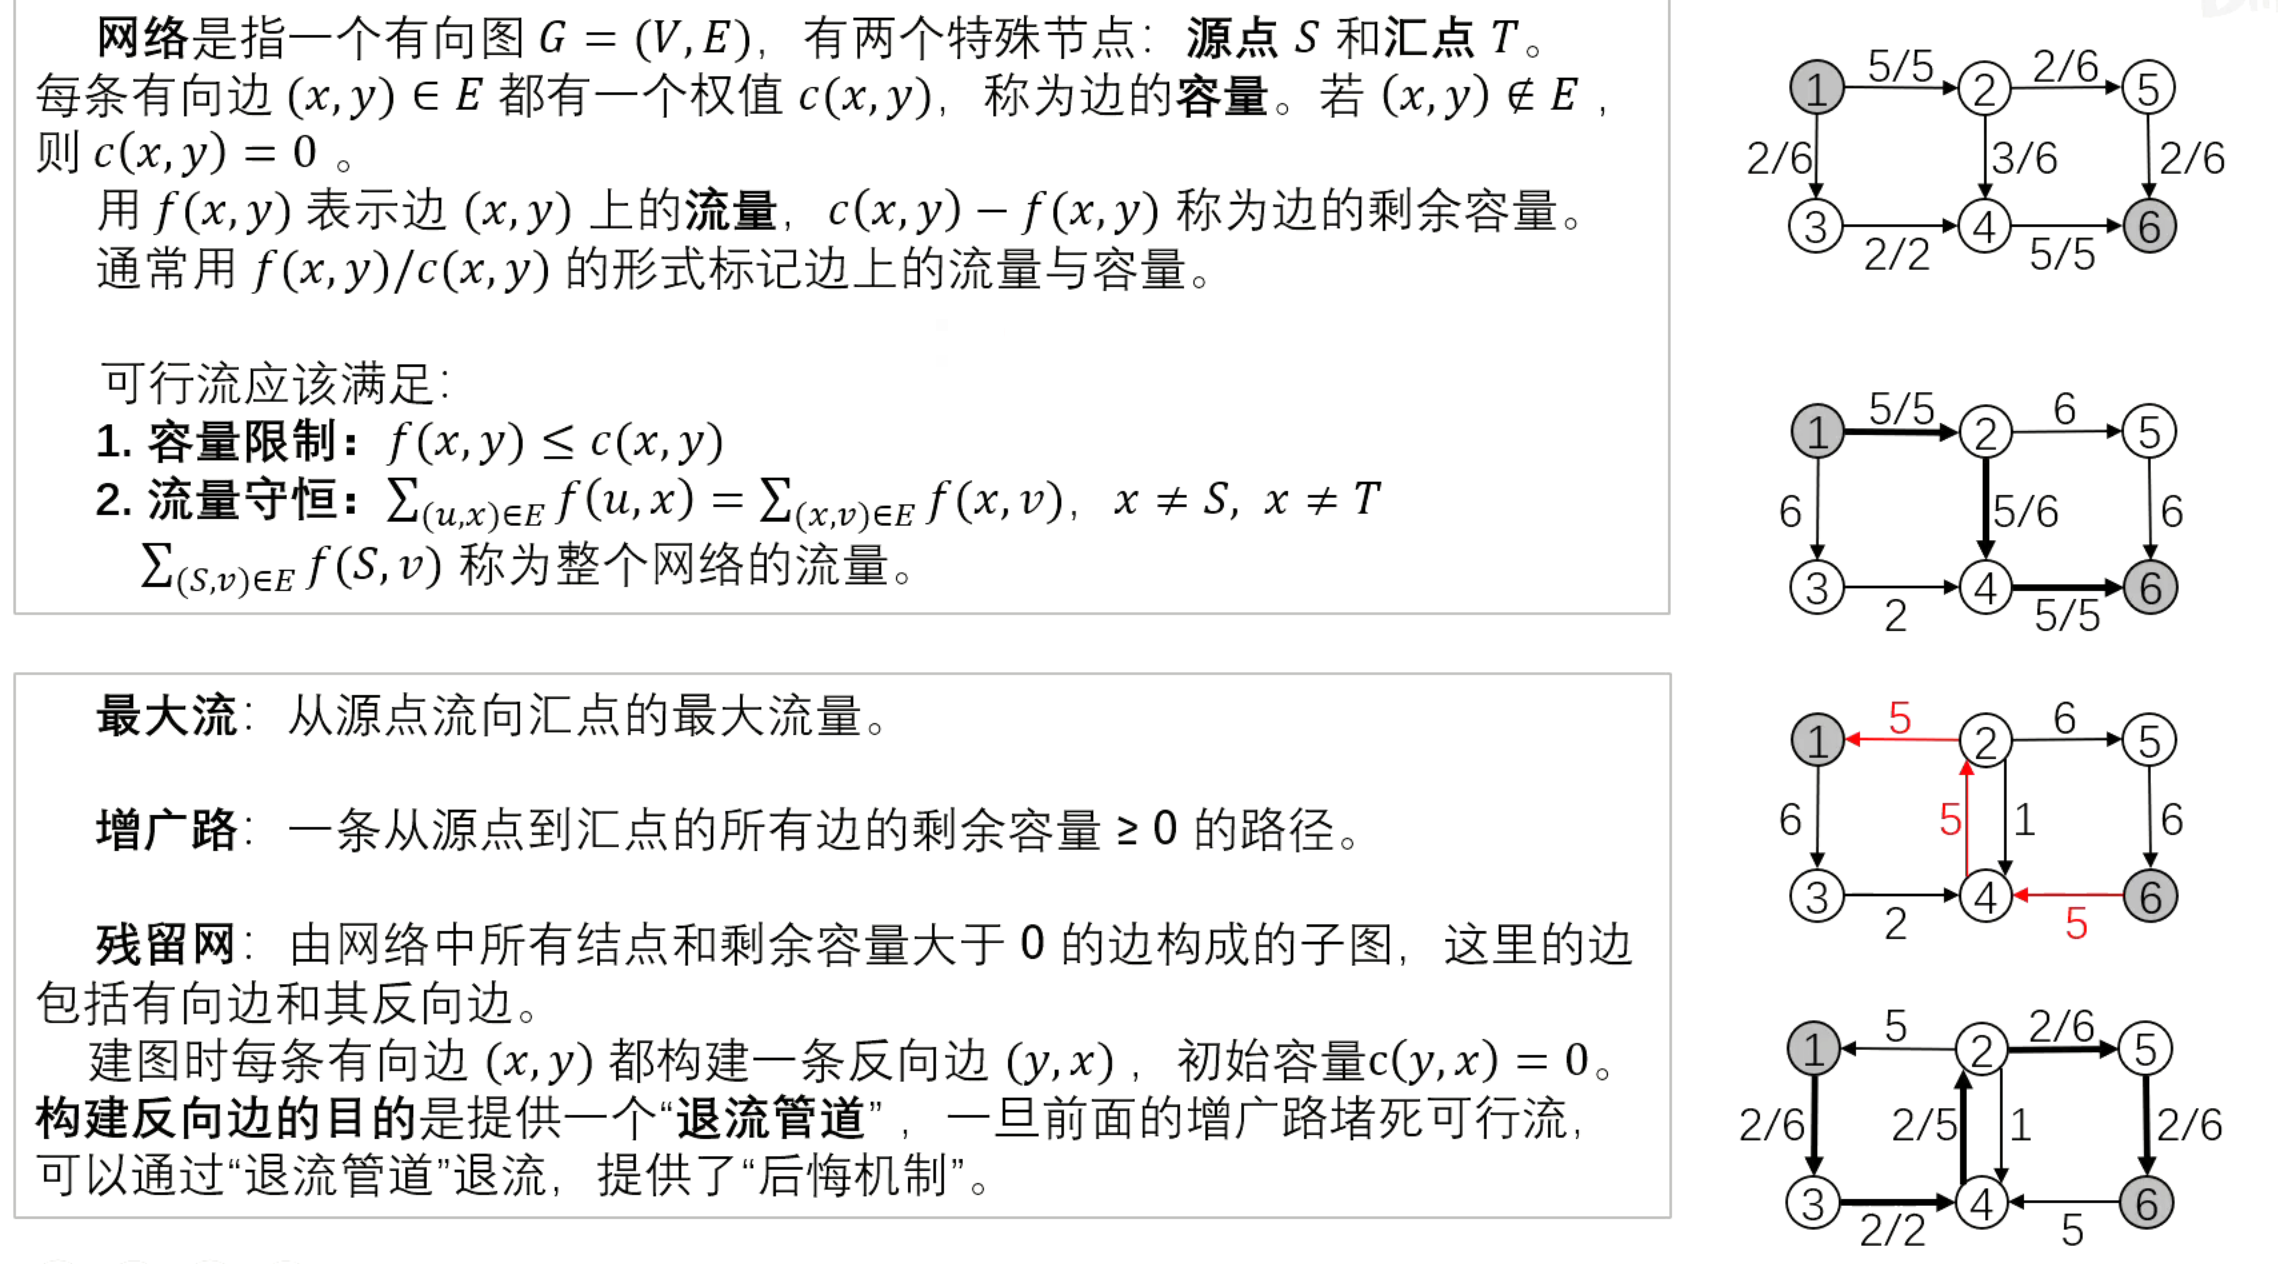 网络是指一个有向图 G = (V, E)，有两个特殊节点：源点 S 和汇点 T。
每条有向边 (x, y) ∈ E 都有一个权值 c(x, y)，称为边的容量。若 (x, y) ∉ E，
则 c(x, y) = 0 。
用 f(x, y) 表示边 (x, y) 上的流量，c(x, y) − f(x, y) 称为边的剩余容量。
通常用 f(x, y)/c(x, y) 的形式标记边上的流量与容量。
可行流应该满足：
1. 容量限制：f(x, y) ≤ c(x, y)
2. 流量守恒：∑(u,x)∈E f(u, x) = ∑(x,v)∈E f(x, v)，x ≠ S, x ≠ T
∑(S,v)∈E f(S, v) 称为整个网络的流量。
最大流：从源点流向汇点的最大流量。
增广路：一条从源点到汇点的所有边的剩余容量 ≥ 0 的路径。
残留网：由网络中所有结点和剩余容量大于 0 的边构成的子图，这里的边
包括有向边和其反向边。
建图时每条有向边 (x, y) 都构建一条反向边 (y, x)，初始容量c(y, x) = 0。
构建反向边的目的是提供一个“退流管道”，一旦前面的增广路堵死可行流，
可以通过“退流管道”退流，提供了“后悔机制”。
5/5 2/6
1 2 5
2/6 3/6 2/6
3 4 6
2/2 5/5
5/5 6
1 2 5
6 5/6 6
3 4 6
2 5/5
5 6
1 2 5
6 5 1 6
3 4 6
2 5
5 2/6
1 2 5
2/6 2/5 1 2/6
3 4 6
2/2 5